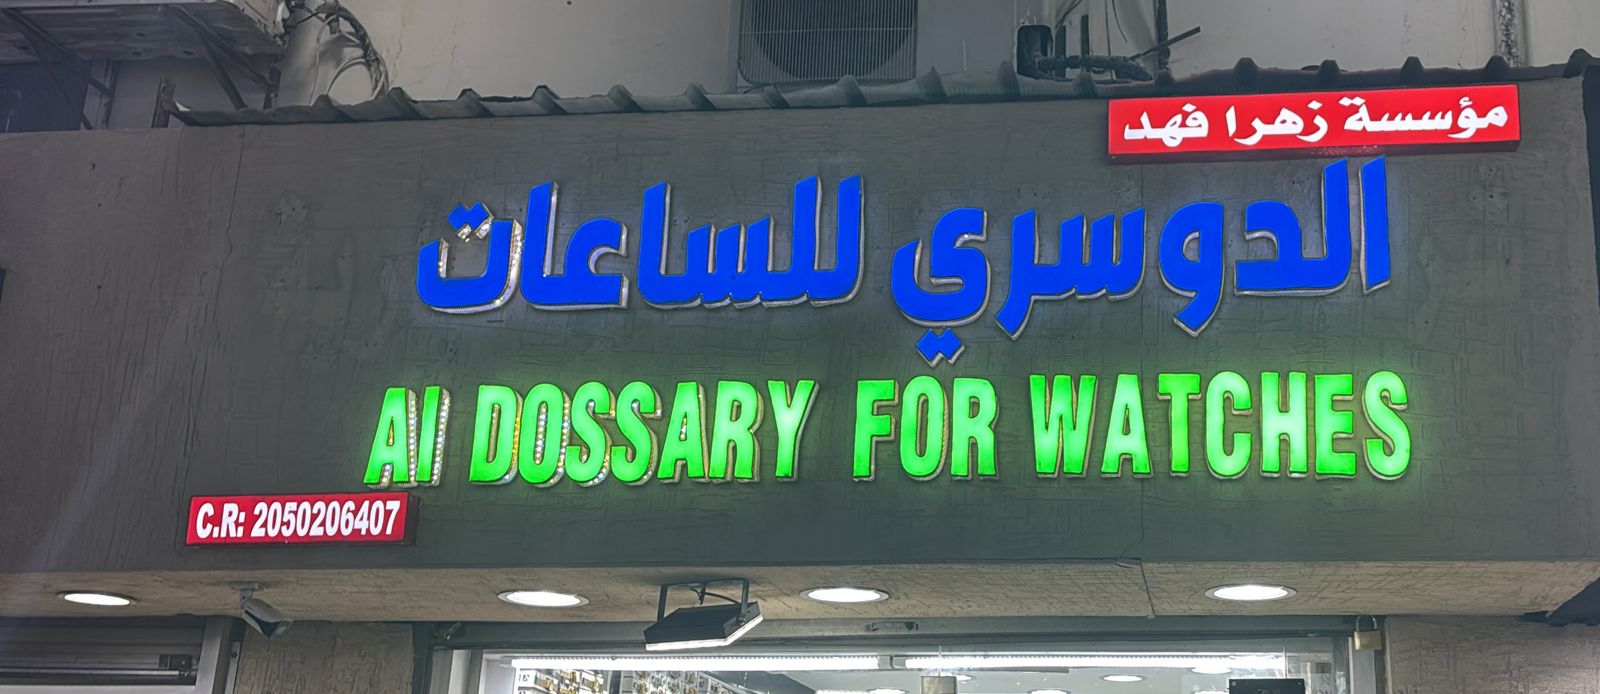 مؤسسة زهرا فهد
الدوسري للساعات
Al DOSSARY FOR WATCHES
C.R: 2050206407